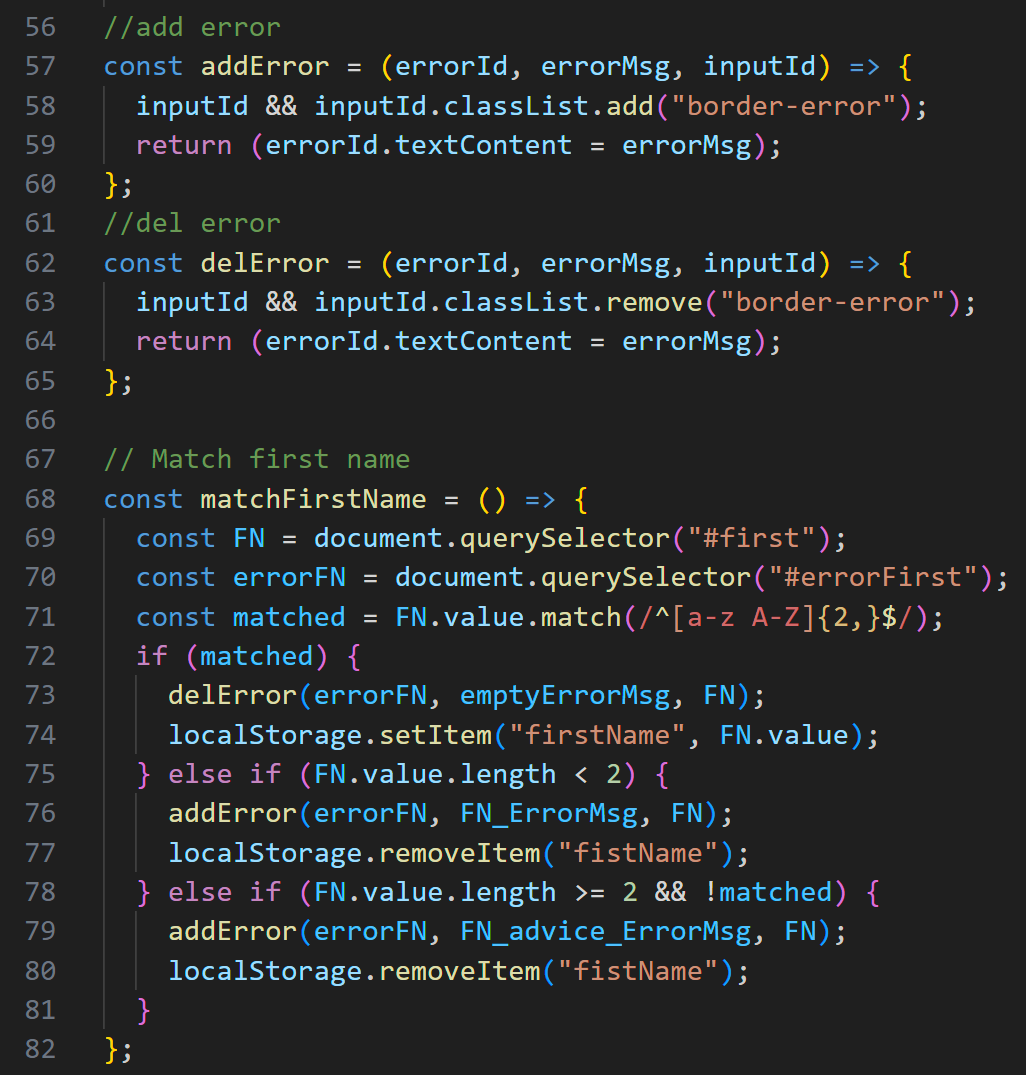 56 //add error
57 const addError = (errorId, errorMsg, inputId) => {
58   inputId && inputId.classList.add("border-error");
59   return (errorId.textContent = errorMsg);
60 };
61 //del error
62 const delError = (errorId, errorMsg, inputId) => {
63   inputId && inputId.classList.remove("border-error");
64   return (errorId.textContent = errorMsg);
65 };
66
67 // Match first name
68 const matchFirstName = () => {
69   const FN = document.querySelector("#first");
70   const errorFN = document.querySelector("#errorFirst");
71   const matched = FN.value.match(/^[a-z A-Z]{2,}$/);
72   if (matched) {
73     delError(errorFN, emptyErrorMsg, FN);
74     localStorage.setItem("firstName", FN.value);
75   } else if (FN.value.length < 2) {
76     addError(errorFN, FN_ErrorMsg, FN);
77     localStorage.removeItem("fistName");
78   } else if (FN.value.length >= 2 && !matched) {
79     addError(errorFN, FN_advice_ErrorMsg, FN);
80     localStorage.removeItem("fistName");
81   }
82 };